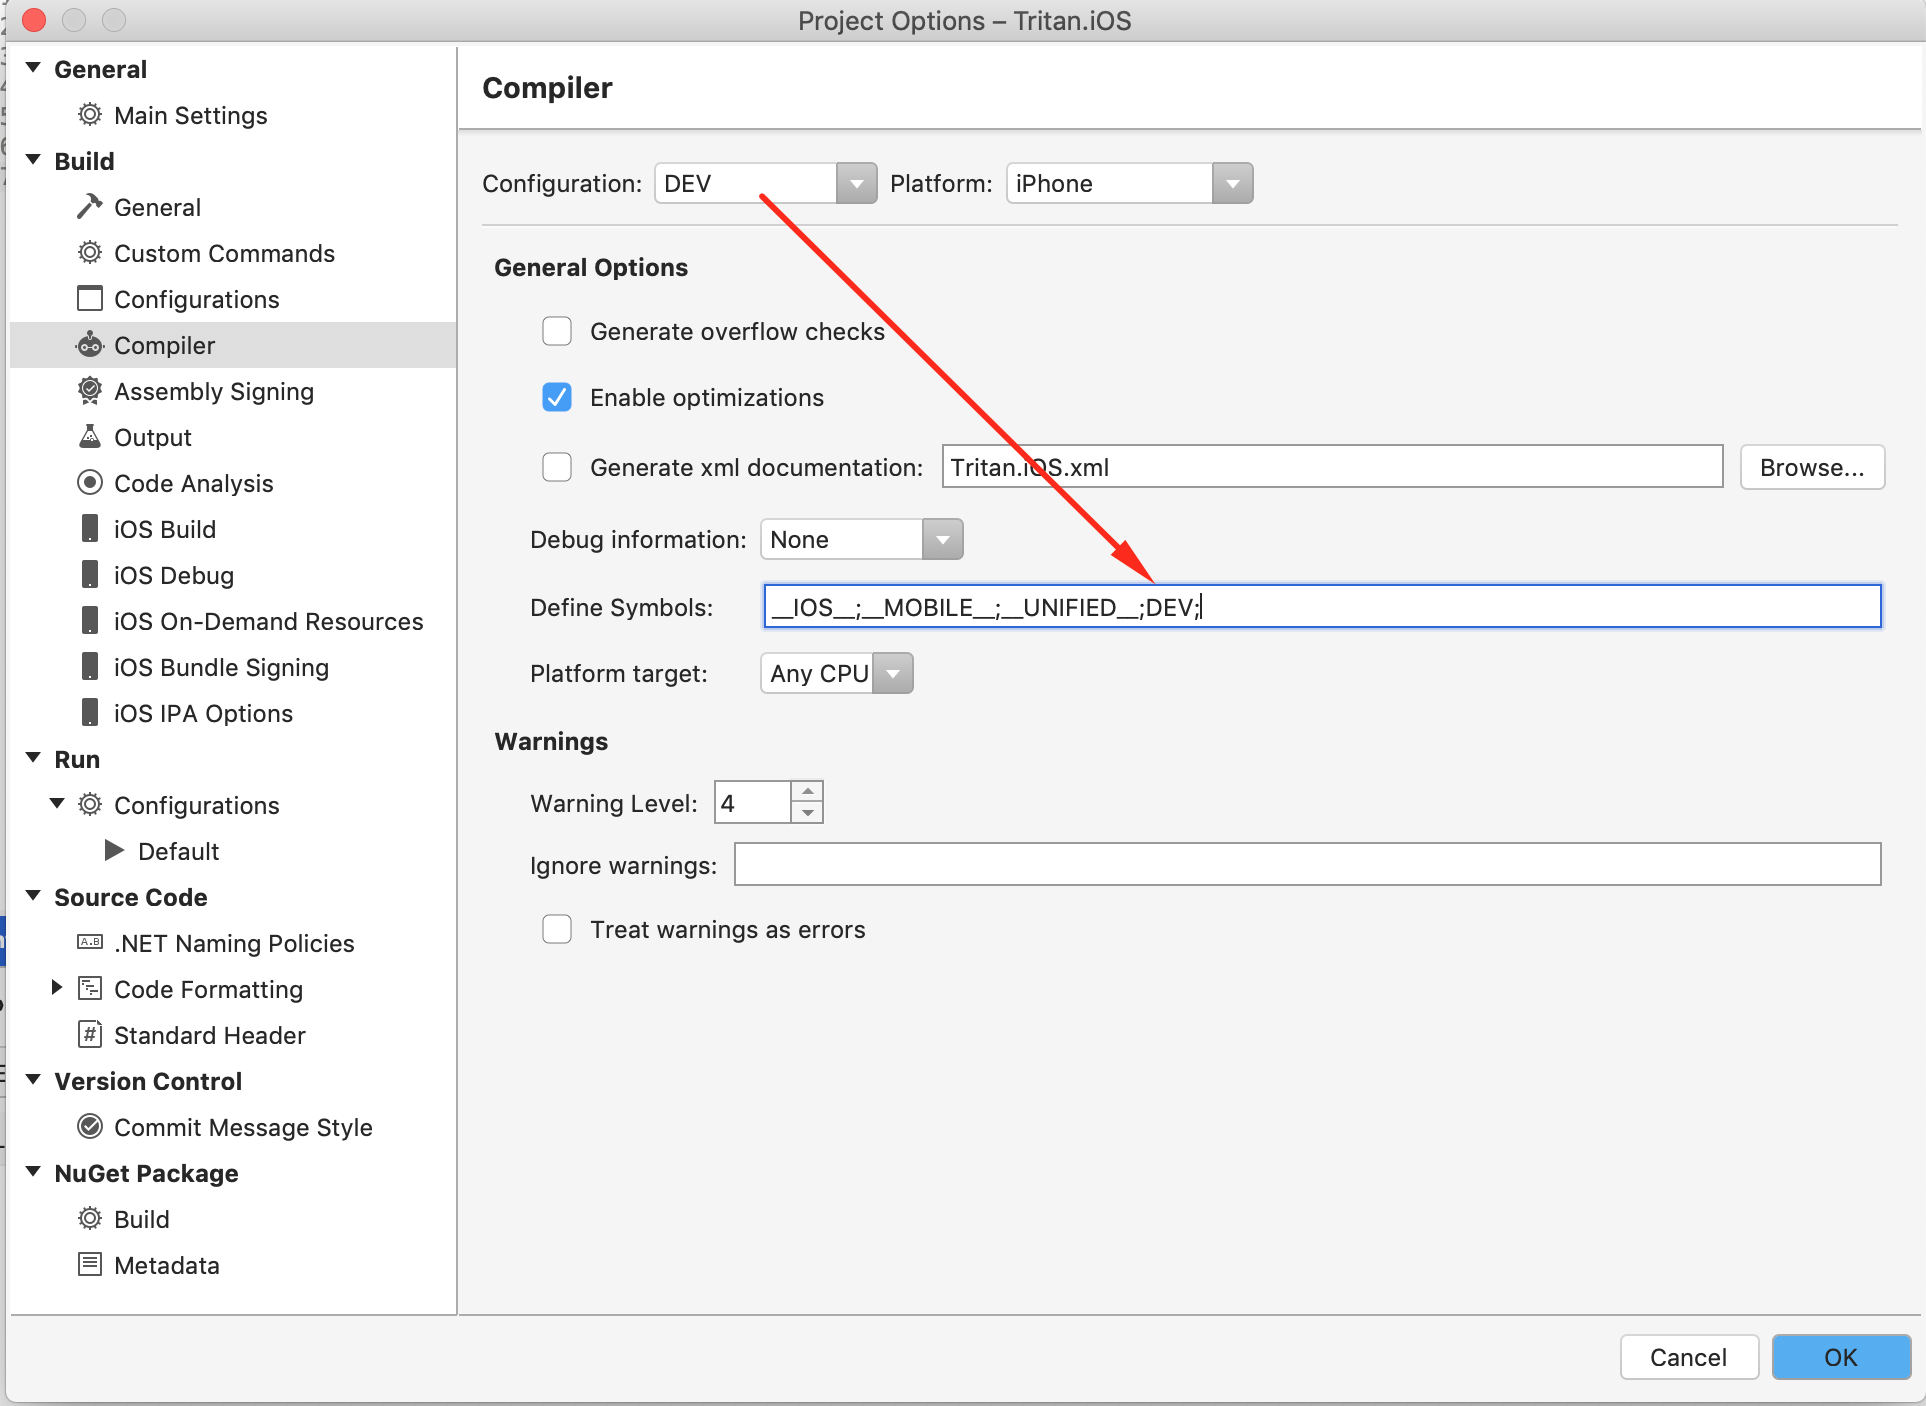 Project Options – Tritan.iOS
General
Main Settings
Build
General
Custom Commands
Configurations
Compiler
Assembly Signing
Output
Code Analysis
iOS Build
iOS Debug
iOS On-Demand Resources
iOS Bundle Signing
iOS IPA Options
Run
Configurations
Default
Source Code
A.B .NET Naming Policies
Code Formatting
# Standard Header
Version Control
Commit Message Style
NuGet Package
Build
Metadata
Compiler
Configuration: DEV Platform: iPhone
General Options
Generate overflow checks
Enable optimizations
Generate xml documentation: Tritan.iOS.xml Browse...
Debug information: None
Define Symbols: __IOS__;__MOBILE__;__UNIFIED__;DEV;
Platform target: Any CPU
Warnings
Warning Level: 4
Ignore warnings:
Treat warnings as errors
Cancel OK